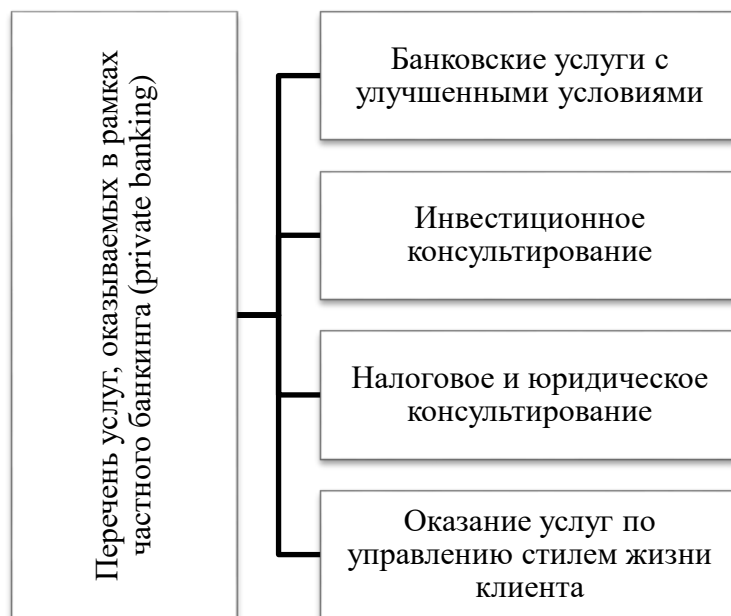 Перечень услуг, оказываемых в рамках
частного банкинга (private banking)
Банковские услуги с
улучшенными условиями
Инвестиционное
консультирование
Налоговое и юридическое
консультирование
Оказание услуг по
управлению стилем жизни
клиента